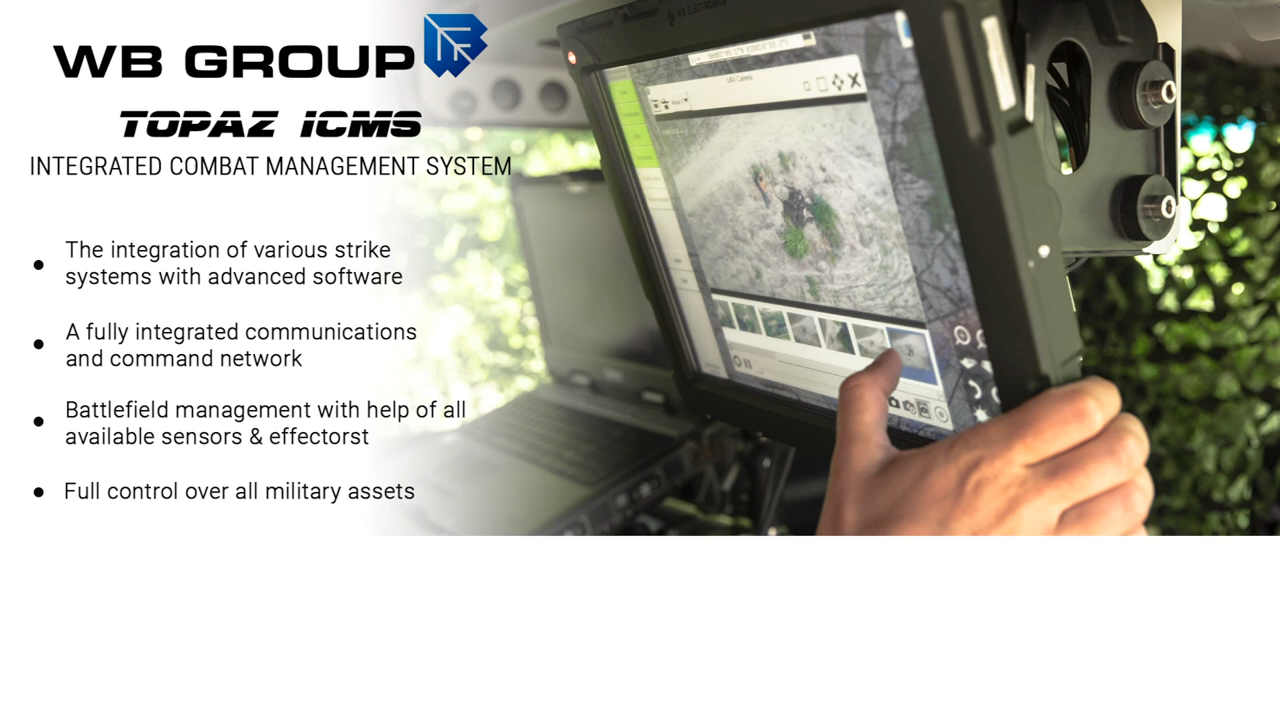 WB GROUP
TOPAZ ICMS
INTEGRATED COMBAT MANAGEMENT SYSTEM
● The integration of various strike
systems with advanced software
● A fully integrated communications
and command network
● Battlefield management with help of all
available sensors & effectorst
● Full control over all military assets
UAV Camera